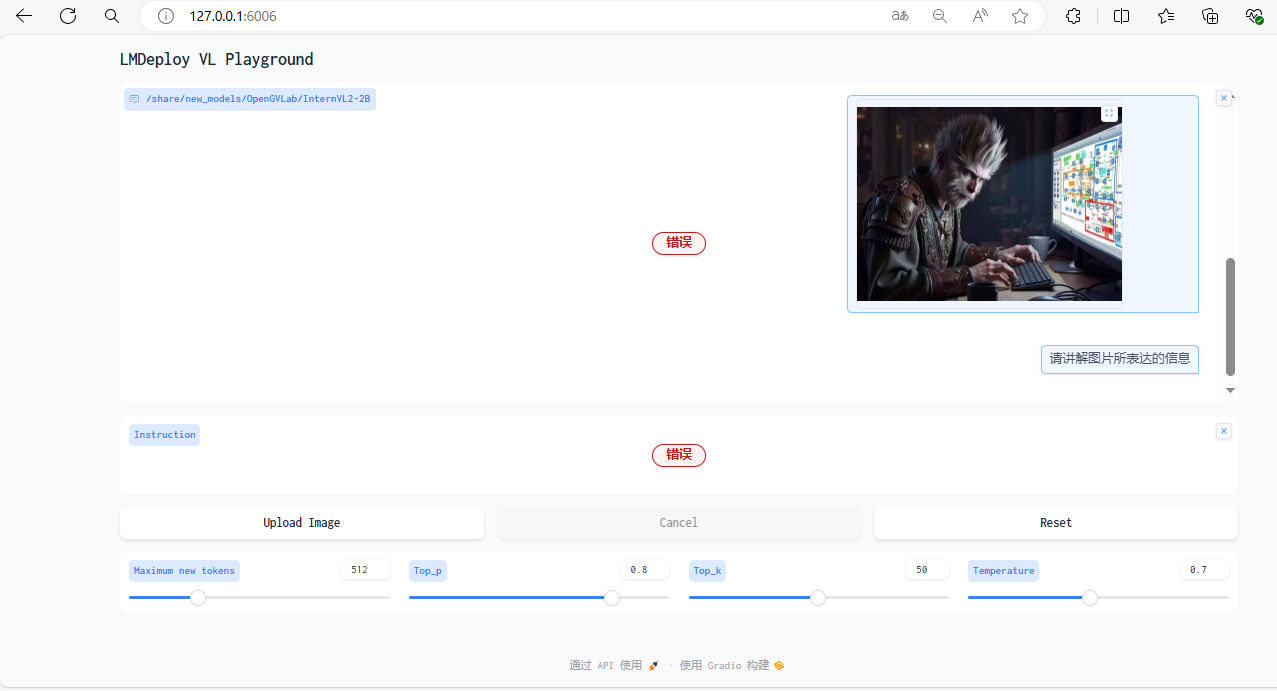 127.0.0.1:6006
LMDeploy VL Playground
/share/new_models/OpenGVLab/InternVL2-2B
错误
请讲解图片所表达的信息
Instruction
错误
Upload Image
Cancel
Reset
Maximum new tokens 512
Top_p 0.8
Top_k 50
Temperature 0.7
通过 API 使用 · 使用 Gradio 构建